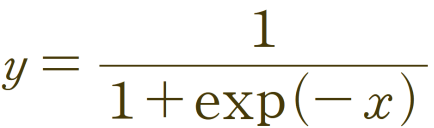 y = 1 / (1 + exp(−x))